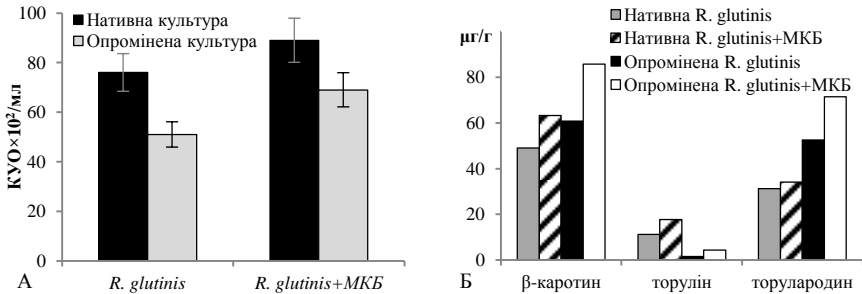 КУО×10²/мл
100
80
60
40
20
0
Нативна культура
Опромінена культура
R. glutinis
R. glutinis+МКБ
А
µг/г
80
60
40
20
0
Нативна R. glutinis
Нативна R. glutinis+МКБ
Опромінена R. glutinis
Опромінена R. glutinis+МКБ
β-каротин
торулін
торулародин
Б